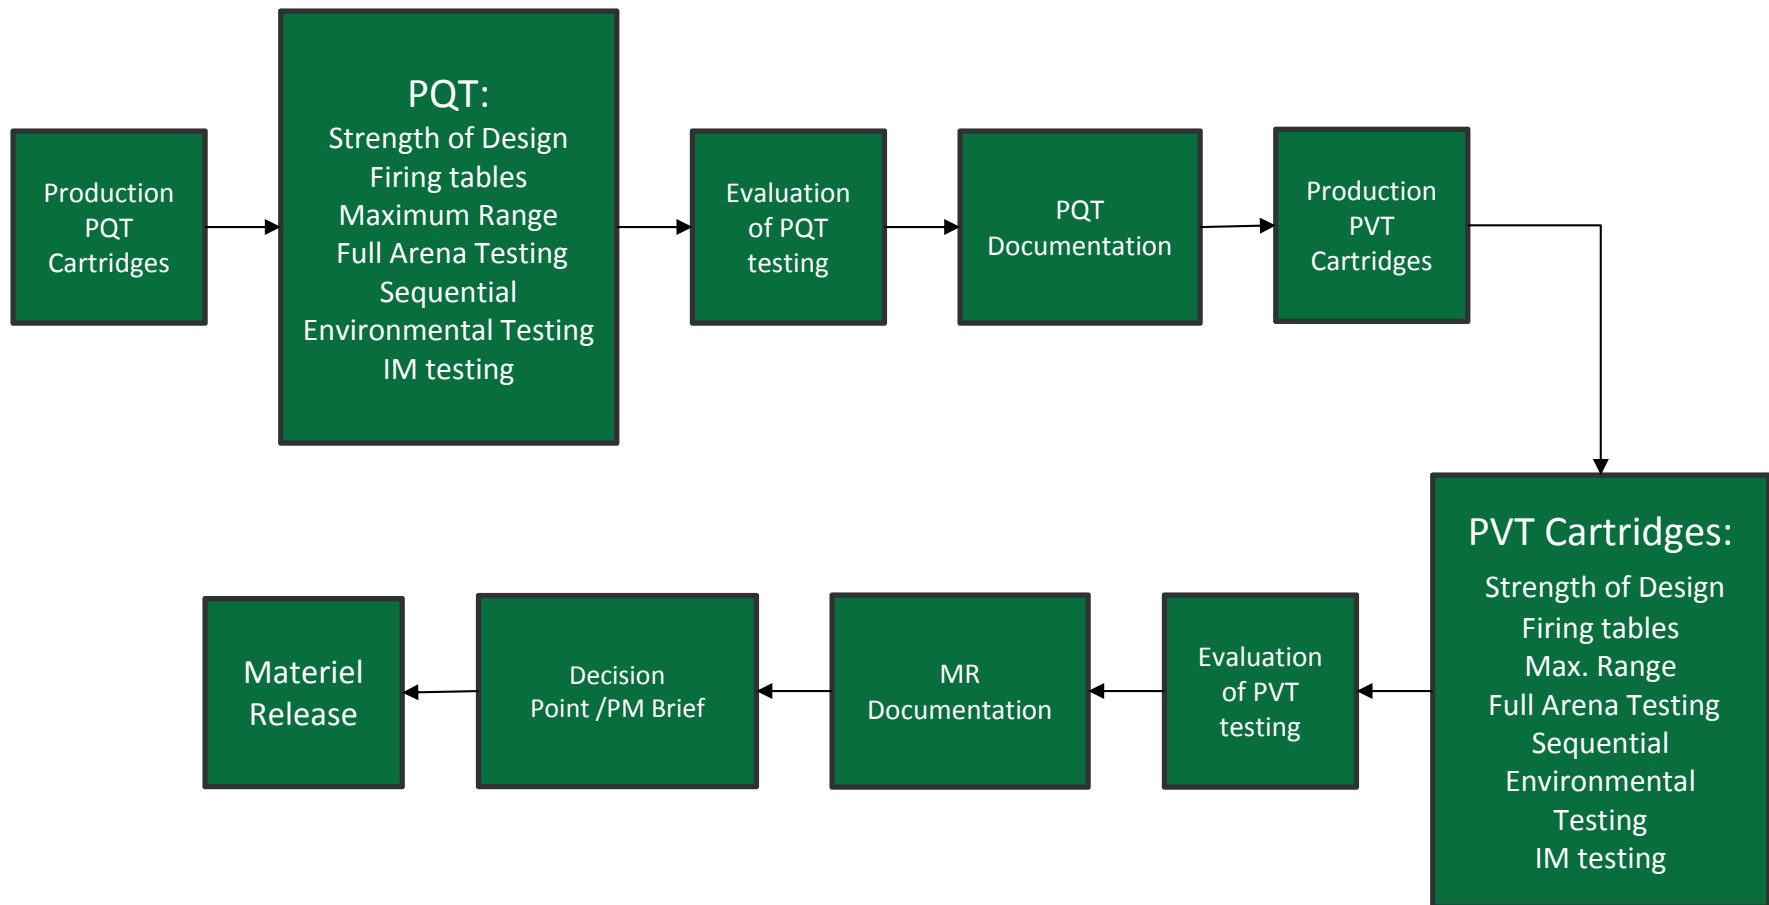 Production
PQT
Cartridges
PQT:
Strength of Design
Firing tables
Maximum Range
Full Arena Testing
Sequential
Environmental Testing
IM testing
Evaluation
of PQT
testing
PQT
Documentation
Production
PVT
Cartridges
PVT Cartridges:
Strength of Design
Firing tables
Max. Range
Full Arena Testing
Sequential
Environmental
Testing
IM testing
Evaluation
of PVT
testing
MR
Documentation
Decision
Point /PM Brief
Materiel
Release